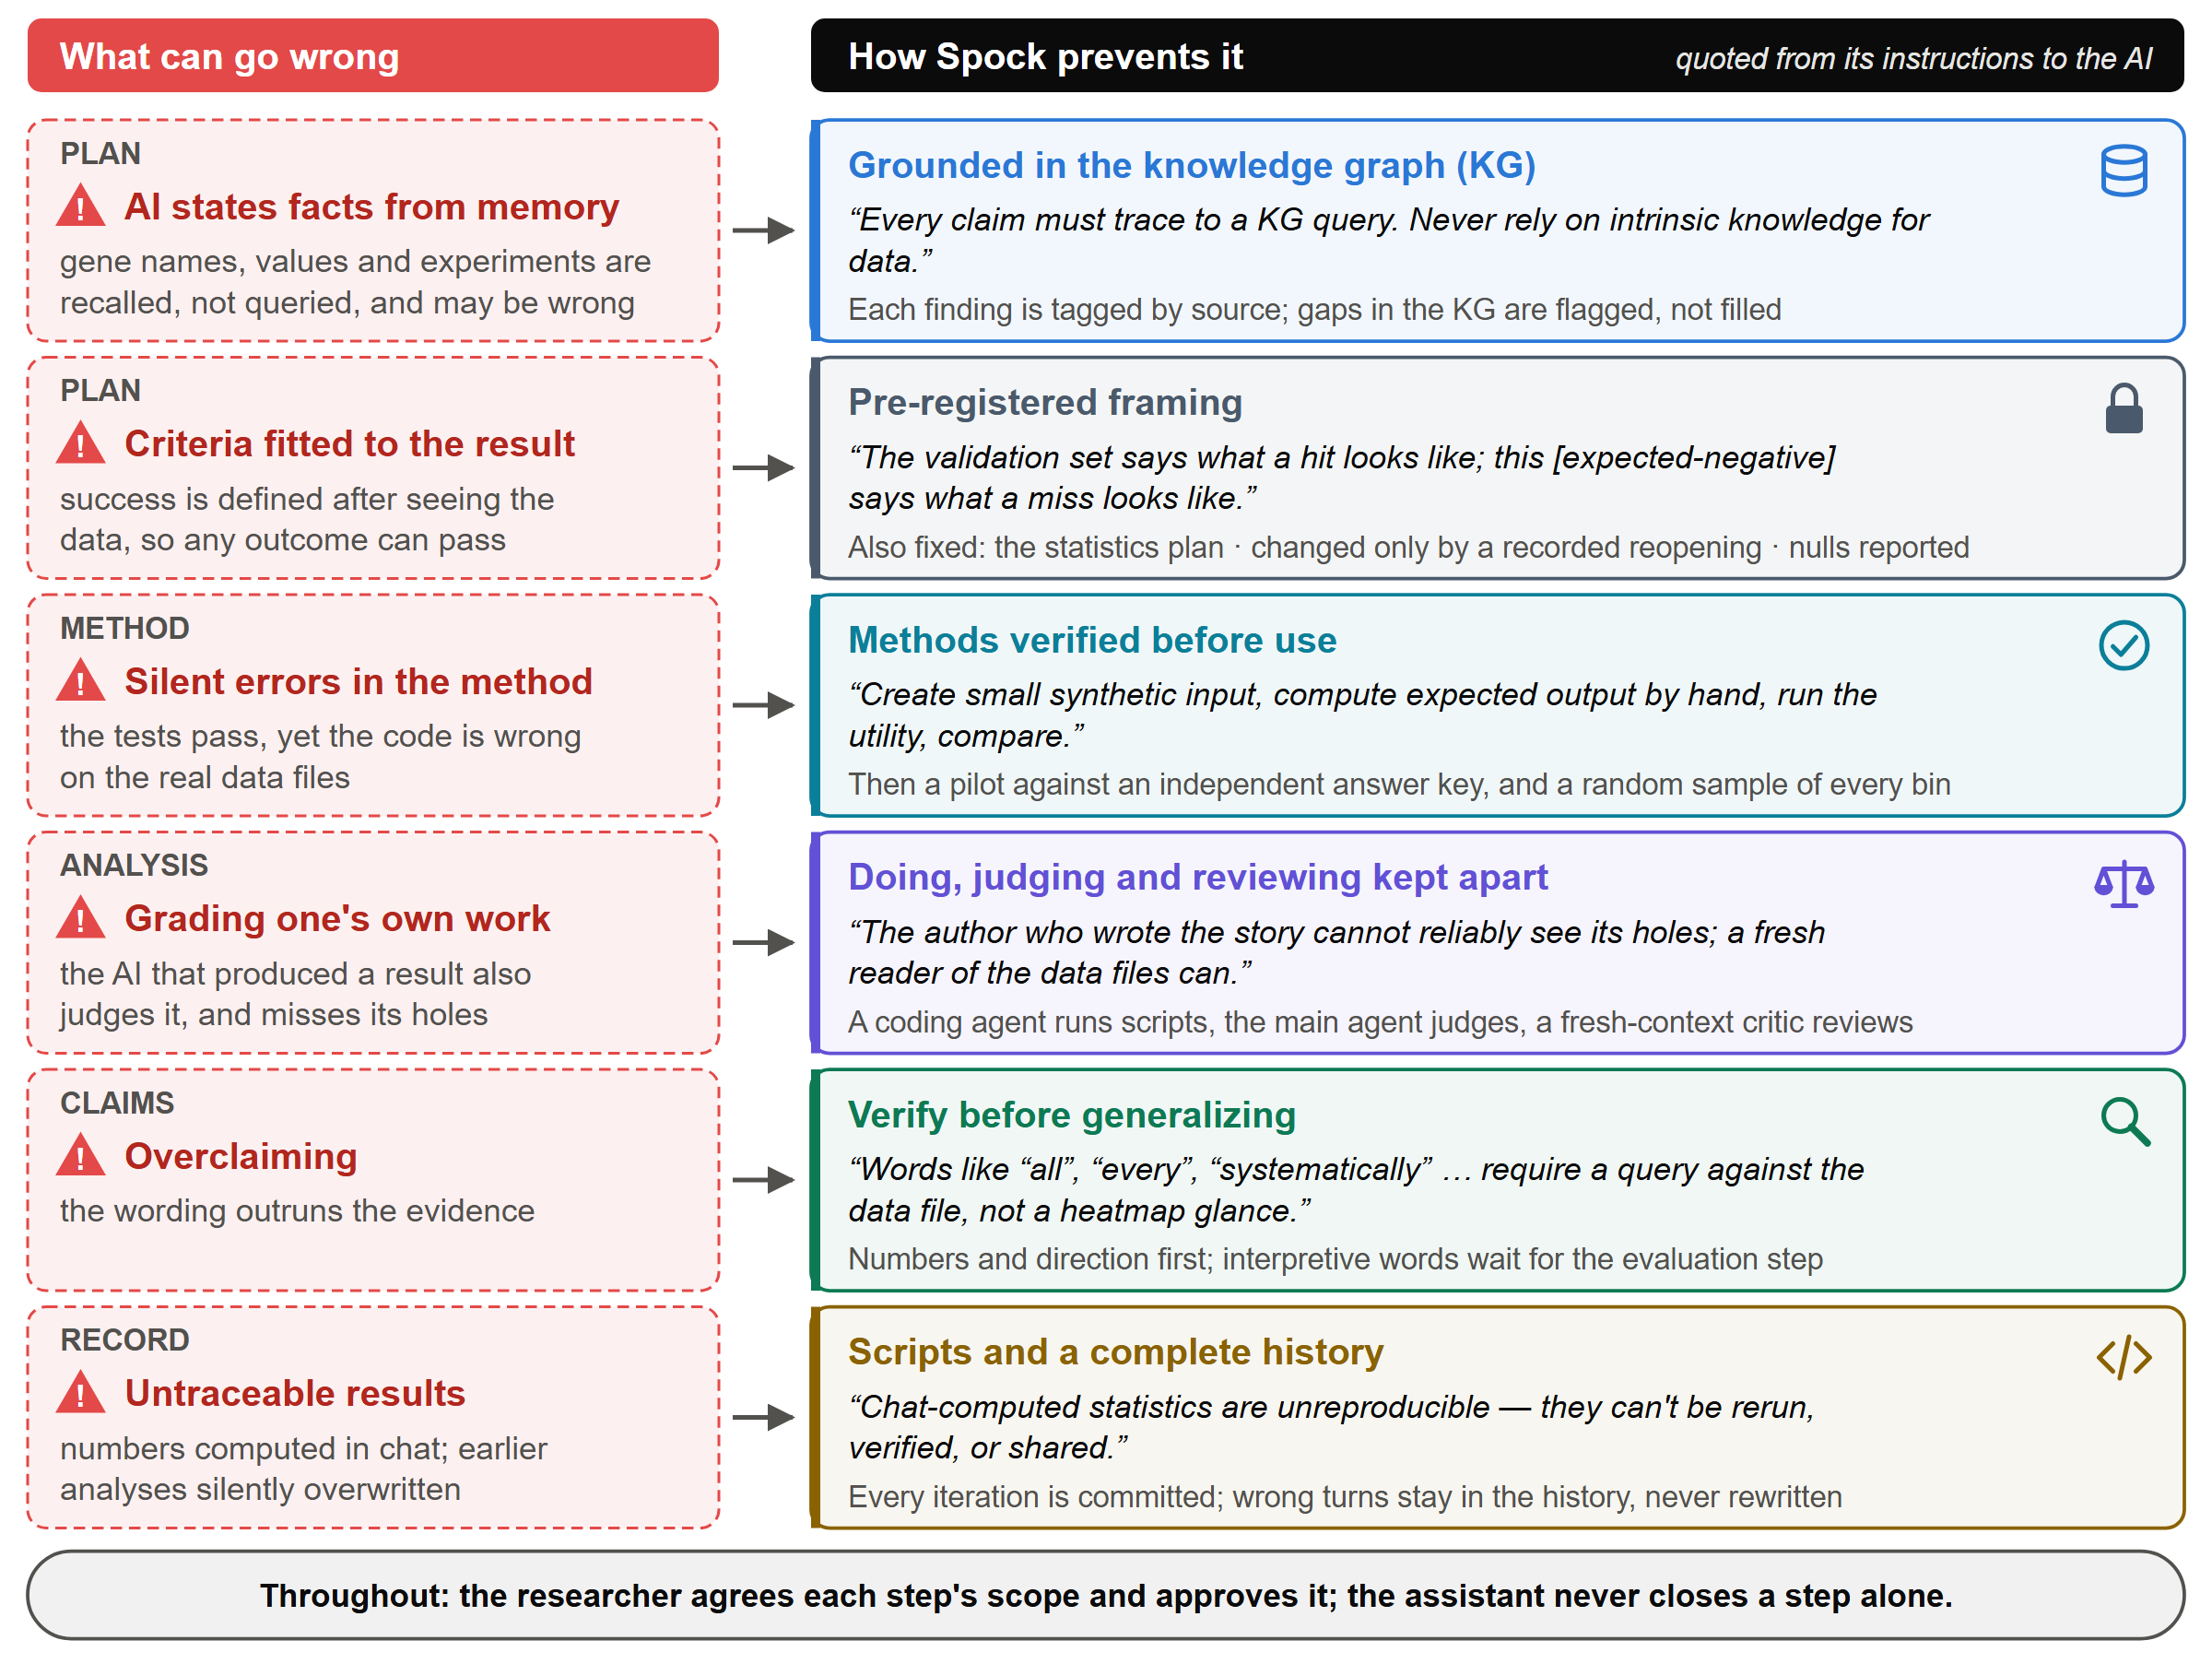 What can go wrong
How Spock prevents it
quoted from its instructions to the AI
PLAN
! AI states facts from memory
gene names, values and experiments are
recalled, not queried, and may be wrong
Grounded in the knowledge graph (KG)
“Every claim must trace to a KG query. Never rely on intrinsic knowledge for
data.”
Each finding is tagged by source; gaps in the KG are flagged, not filled
PLAN
! Criteria fitted to the result
success is defined after seeing the
data, so any outcome can pass
Pre-registered framing
“The validation set says what a hit looks like; this [expected-negative]
says what a miss looks like.”
Also fixed: the statistics plan · changed only by a recorded reopening · nulls reported
METHOD
! Silent errors in the method
the tests pass, yet the code is wrong
on the real data files
Methods verified before use
“Create small synthetic input, compute expected output by hand, run the
utility, compare.”
Then a pilot against an independent answer key, and a random sample of every bin
ANALYSIS
! Grading one's own work
the AI that produced a result also
judges it, and misses its holes
Doing, judging and reviewing kept apart
“The author who wrote the story cannot reliably see its holes; a fresh
reader of the data files can.”
A coding agent runs scripts, the main agent judges, a fresh-context critic reviews
CLAIMS
! Overclaiming
the wording outruns the evidence
Verify before generalizing
“Words like “all”, “every”, “systematically” … require a query against the
data file, not a heatmap glance.”
Numbers and direction first; interpretive words wait for the evaluation step
RECORD
! Untraceable results
numbers computed in chat; earlier
analyses silently overwritten
Scripts and a complete history
“Chat-computed statistics are unreproducible — they can't be rerun,
verified, or shared.”
Every iteration is committed; wrong turns stay in the history, never rewritten
Throughout: the researcher agrees each step's scope and approves it; the assistant never closes a step alone.